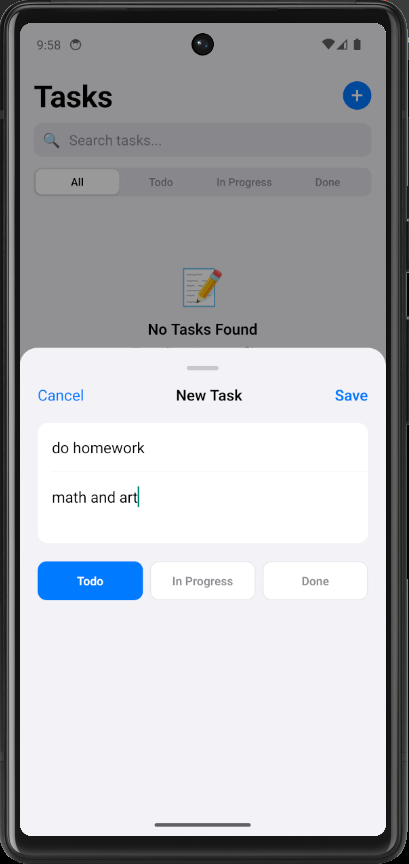 9:58
Tasks
+
Search tasks...
All Todo In Progress Done
No Tasks Found
Cancel New Task Save
do homework
math and art
Todo In Progress Done